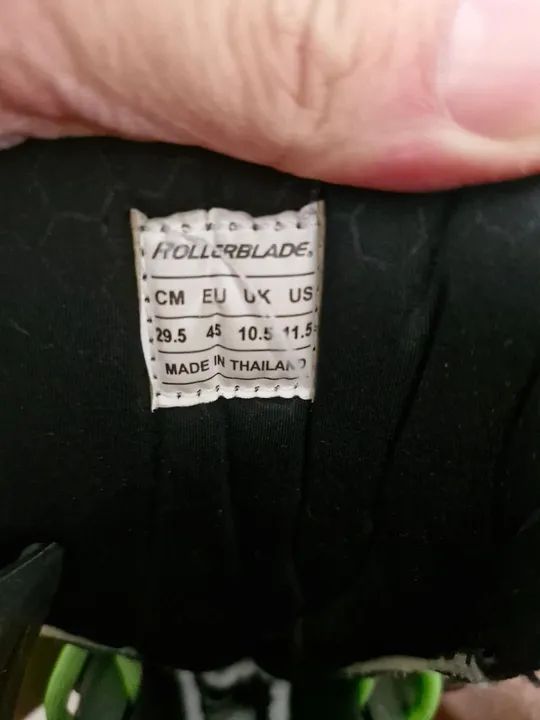 ROLLERBLADE.
CM EU UK US
29.5 45 10.5 11.5
MADE IN THAILAND